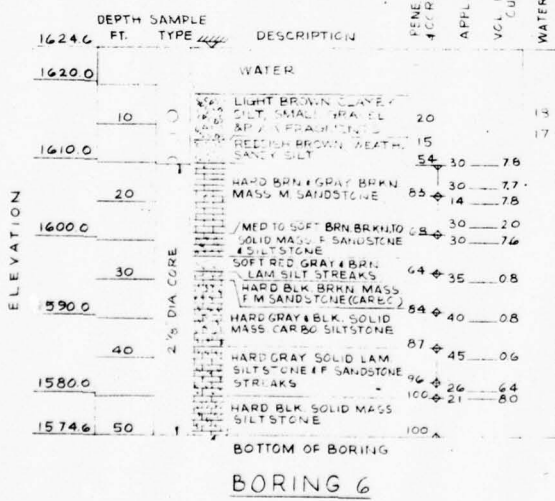 DEPTH SAMPLE
FT. TYPE DESCRIPTION
APPL
WATER
1624.6
1620.0
WATER
10
LIGHT BROWN CLAYEY
SILT, SMALL GRAVEL
20
18
REDDISH BROWN WEATH.
SANDY SILT
15
17
1610.0
54 30 7.8
HARD BRN & GRAY BRKN
MASS M. SANDSTONE
20
83
30 7.7
14 7.8
1600.0
MED TO SOFT BRN. BRKN. TO
SOLID MASS F SANDSTONE
& SILTSTONE
68
30 2.0
30 7.6
SOFT RED GRAY & BRN
LAM SILT STREAKS
30
64 35 0.8
HARD BLK. BRKN. MASS
F M SANDSTONE (CAREC)
1590.0
84 40 0.8
HARD GRAY & BLK. SOLID
MASS CARBO SILTSTONE
40
87
45 0.6
HARD GRAY SOLID LAM
SILTSTONE & F SANDSTONE
STREAKS
1580.0
96 26 6.4
100 21 8.0
HARD BLK. SOLID MASS
SILTSTONE
1574.6 50
100
ELEVATION
2 1/8 DIA CORE
BOTTOM OF BORING
BORING 6